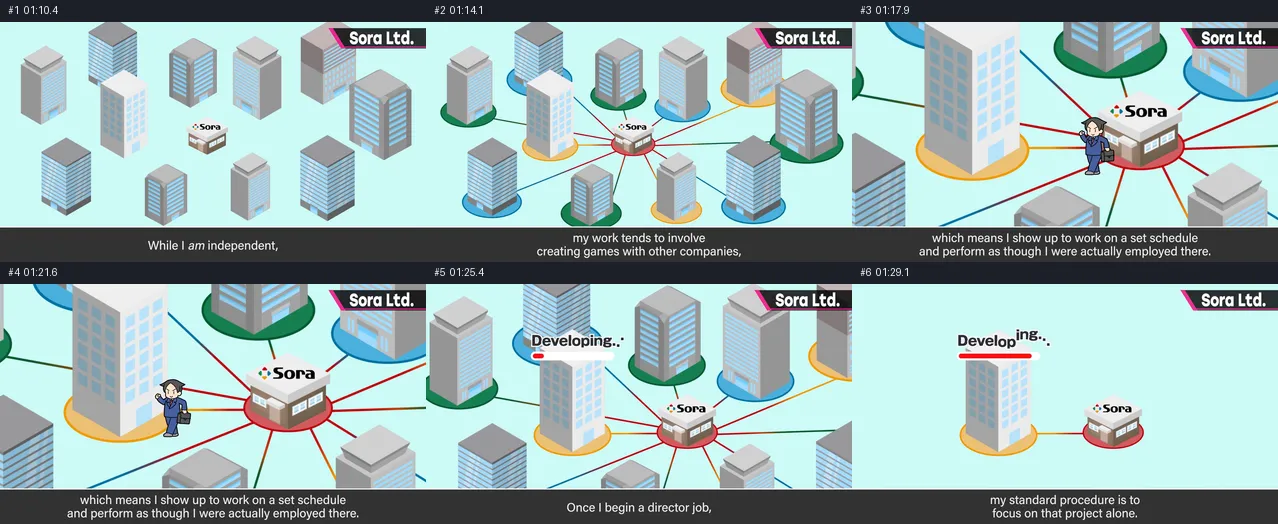 #1 01:10.4
Sora Ltd.
Sora
While I am independent,
#2 01:14.1
Sora Ltd.
Sora
my work tends to involve
creating games with other companies,
#3 01:17.9
Sora Ltd.
Sora
which means I show up to work on a set schedule
and perform as though I were actually employed there.
#4 01:21.6
Sora Ltd.
Sora
which means I show up to work on a set schedule
and perform as though I were actually employed there.
#5 01:25.4
Sora Ltd.
Developing...
Sora
Once I begin a director job,
#6 01:29.1
Sora Ltd.
Developing...
Sora
my standard procedure is to
focus on that project alone.